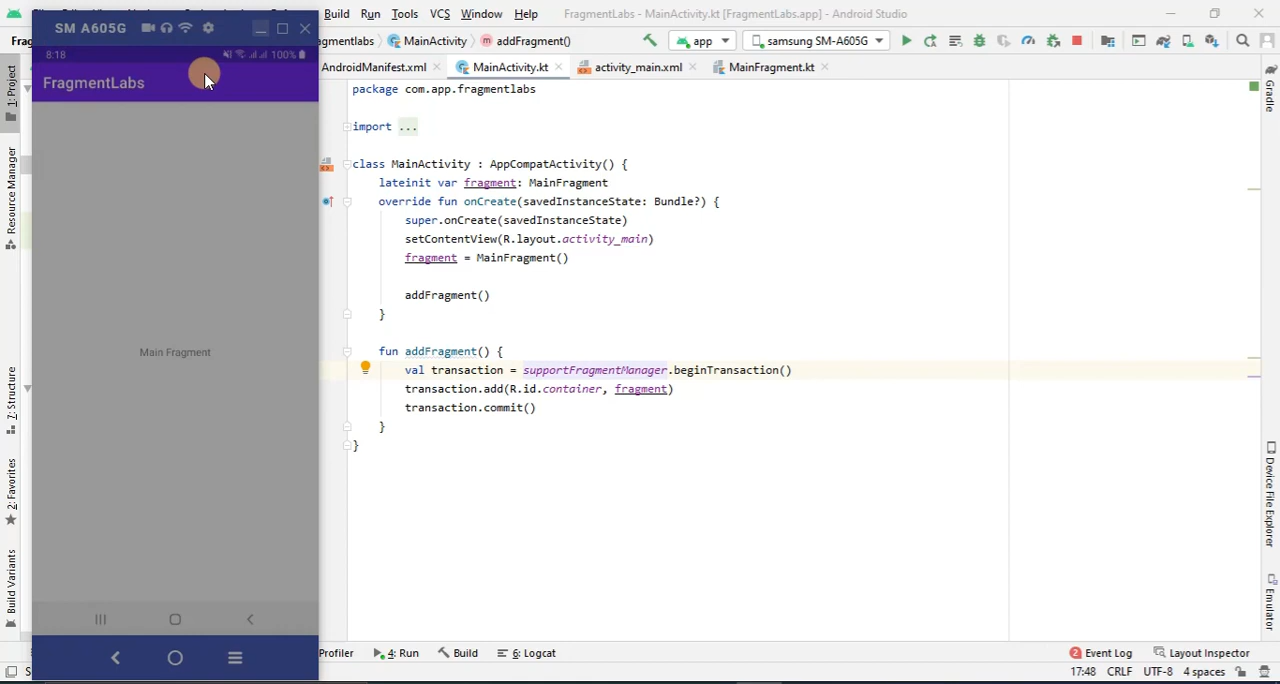 Build Run Tools VCS Window Help FragmentLabs - MainActivity.kt [FragmentLabs.app] - Android Studio
SM A605G
Frag
gmentlabs MainActivity addFragment()
app samsung SM-A605G
8:18 100%
FragmentLabs
AndroidManifest.xml MainActivity.kt activity_main.xml MainFragment.kt
package com.app.fragmentlabs
import ...
class MainActivity : AppCompatActivity() {
lateinit var fragment: MainFragment
override fun onCreate(savedInstanceState: Bundle?) {
super.onCreate(savedInstanceState)
setContentView(R.layout.activity_main)
fragment = MainFragment()
addFragment()
}
fun addFragment() {
val transaction = supportFragmentManager.beginTransaction()
transaction.add(R.id.container, fragment)
transaction.commit()
}
}
Main Fragment
1: Project
Resource Manager
7: Structure
2: Favorites
Build Variants
Gradle
Device File Explorer
Emulator
Profiler 4: Run Build 6: Logcat 2 Event Log Layout Inspector
S 17:48 CRLF UTF-8 4 spaces